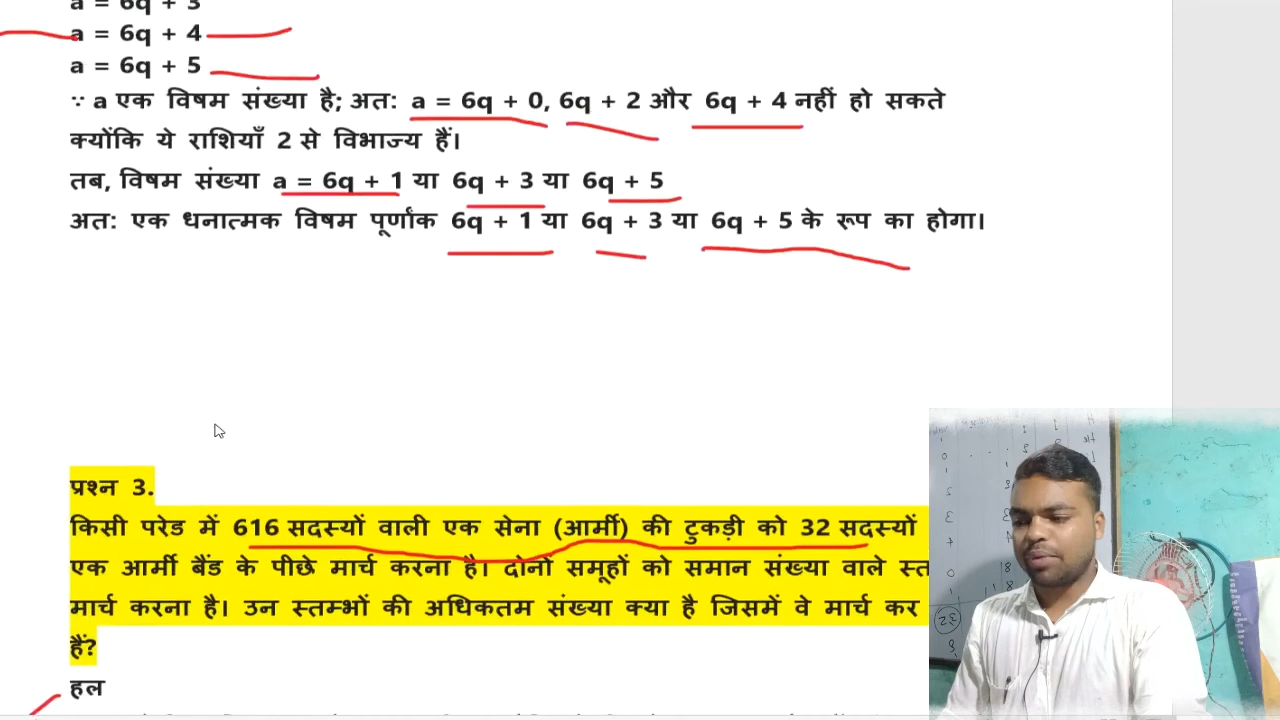 a = 6q + 3
a = 6q + 4
a = 6q + 5
∵ a एक विषम संख्या है; अत: a = 6q + 0, 6q + 2 और 6q + 4 नहीं हो सकते
क्योंकि ये राशियाँ 2 से विभाज्य हैं।
तब, विषम संख्या a = 6q + 1 या 6q + 3 या 6q + 5
अत: एक धनात्मक विषम पूर्णांक 6q + 1 या 6q + 3 या 6q + 5 के रूप का होगा।
प्रश्न 3.
किसी परेड में 616 सदस्यों वाली एक सेना (आर्मी) की टुकड़ी को 32 सदस्यों
एक आर्मी बैंड के पीछे मार्च करना है। दोनों समूहों को समान संख्या वाले
मार्च करना है। उन स्तम्भों की अधिकतम संख्या क्या है जिसमें वे मार्च कर
हैं?
हल